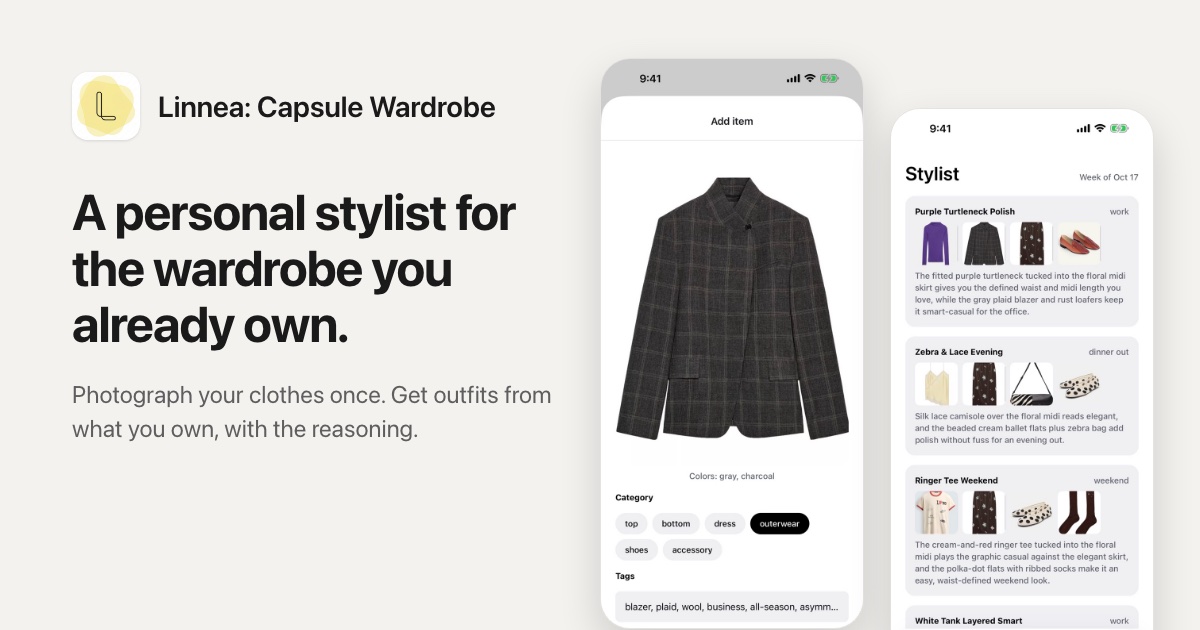 Linnea: Capsule Wardrobe
A personal stylist for
the wardrobe you
already own.
Photograph your clothes once. Get outfits from
what you own, with the reasoning.
9:41
Add item
Colors: gray, charcoal
Category
top bottom dress outerwear
shoes accessory
Tags
blazer, plaid, wool, business, all-season, asymm...
9:41
Stylist Week of Oct 17
Purple Turtleneck Polish work
The fitted purple turtleneck tucked into the floral midi
skirt gives you the defined waist and midi length you
love, while the gray plaid blazer and rust loafers keep
it smart-casual for the office.
Zebra & Lace Evening dinner out
Silk lace camisole over the floral midi reads elegant,
and the beaded cream ballet flats plus zebra bag add
polish without fuss for an evening out.
Ringer Tee Weekend weekend
The cream-and-red ringer tee tucked into the floral
midi plays the graphic casual against the elegant skirt,
and the polka-dot flats with ribbed socks make it an
easy, waist-defined weekend look.
White Tank Layered Smart work